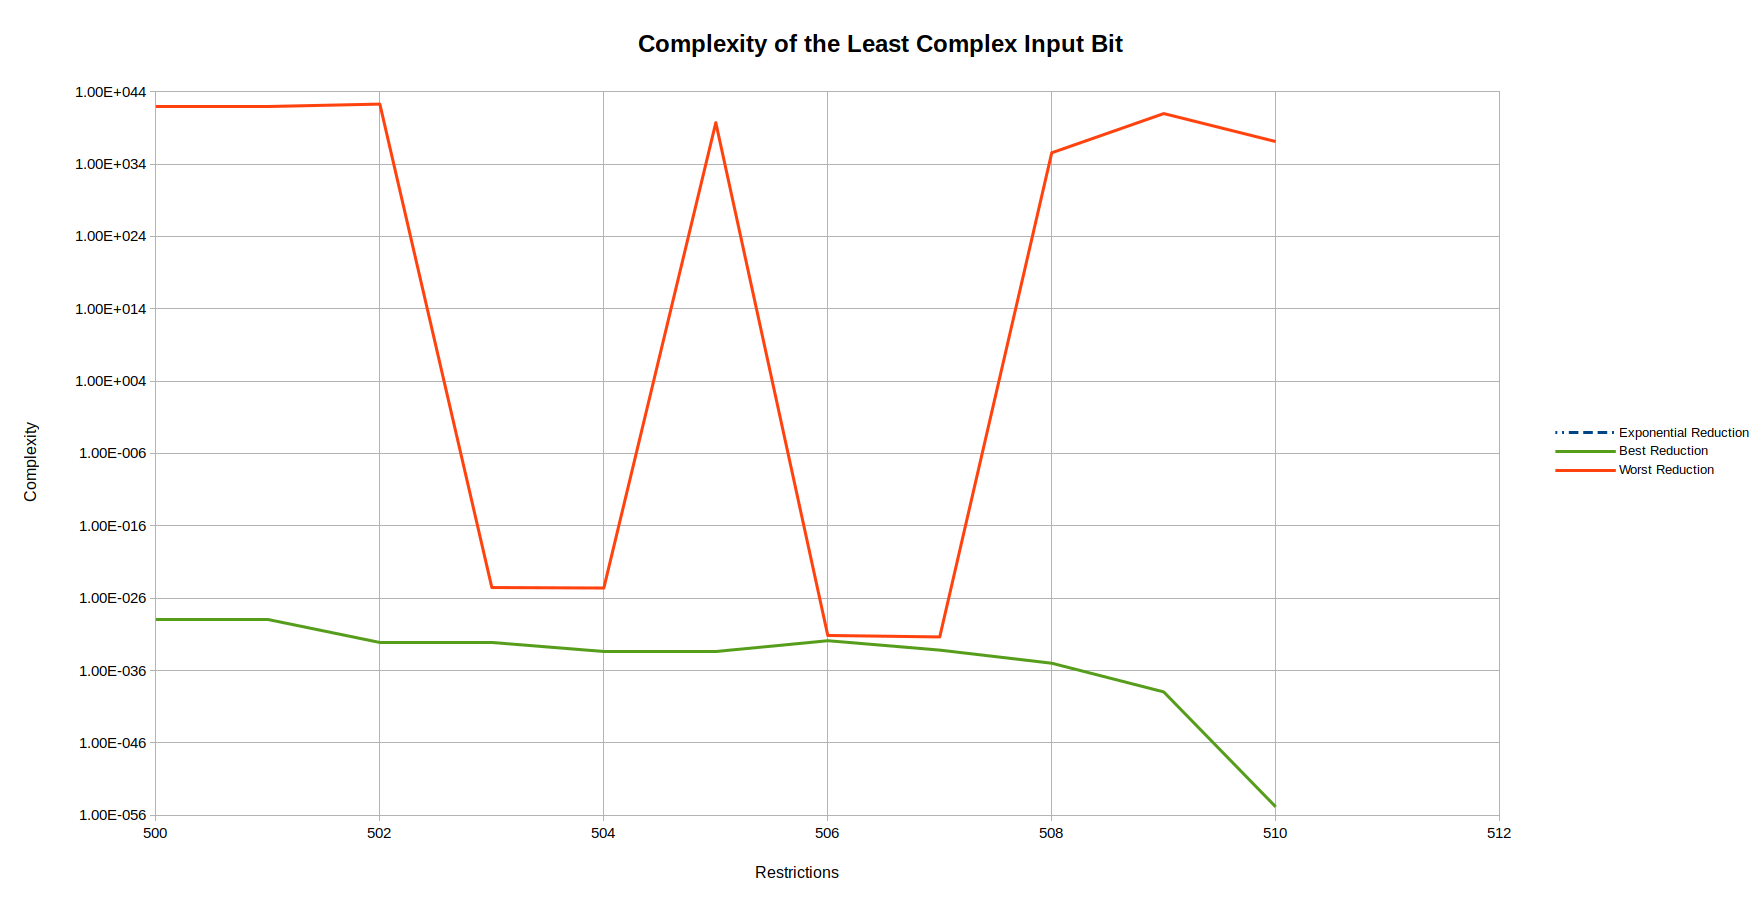 Complexity of the Least Complex Input Bit
1.00E+044
1.00E+034
1.00E+024
1.00E+014
1.00E+004
1.00E-006
1.00E-016
1.00E-026
1.00E-036
1.00E-046
1.00E-056
Complexity
500 502 504 506 508 510 512
Restrictions
Exponential Reduction
Best Reduction
Worst Reduction